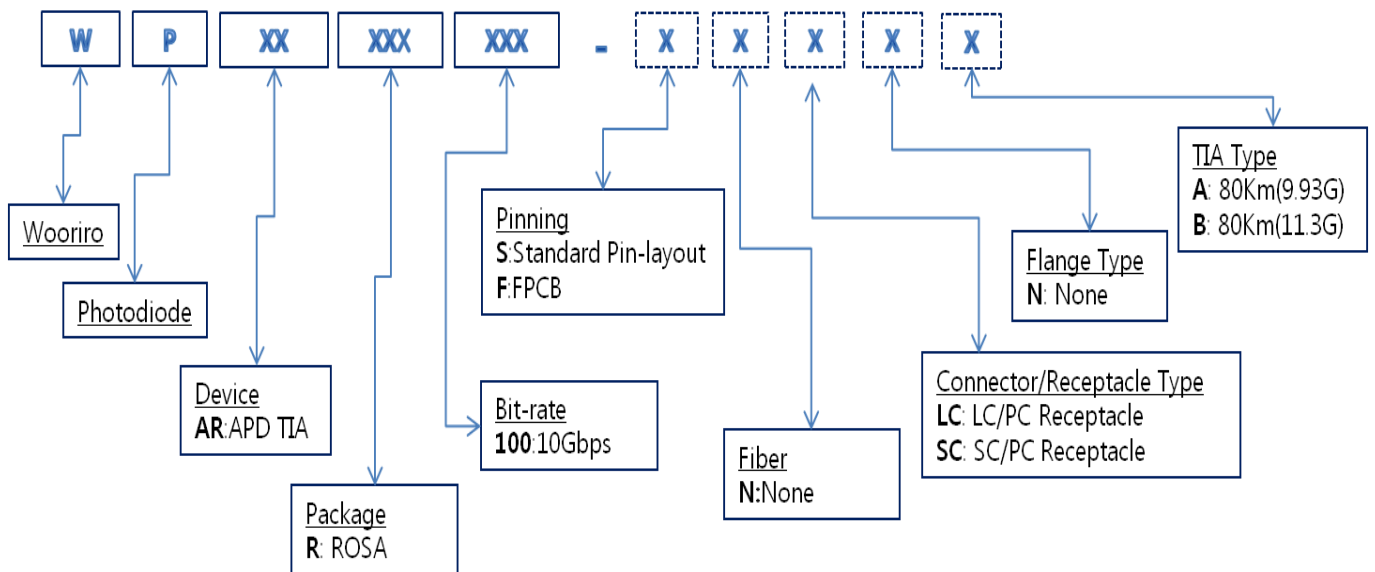 W P XX XXX XXX - X X X X X
Wooriro
Photodiode
Device
AR:APD TIA
Package
R: ROSA
Bit-rate
100:10Gbps
Pinning
S:Standard Pin-layout
F:FPCB
Fiber
N:None
Connector/Receptacle Type
LC: LC/PC Receptacle
SC: SC/PC Receptacle
Flange Type
N: None
TIA Type
A: 80Km(9.93G)
B: 80Km(11.3G)